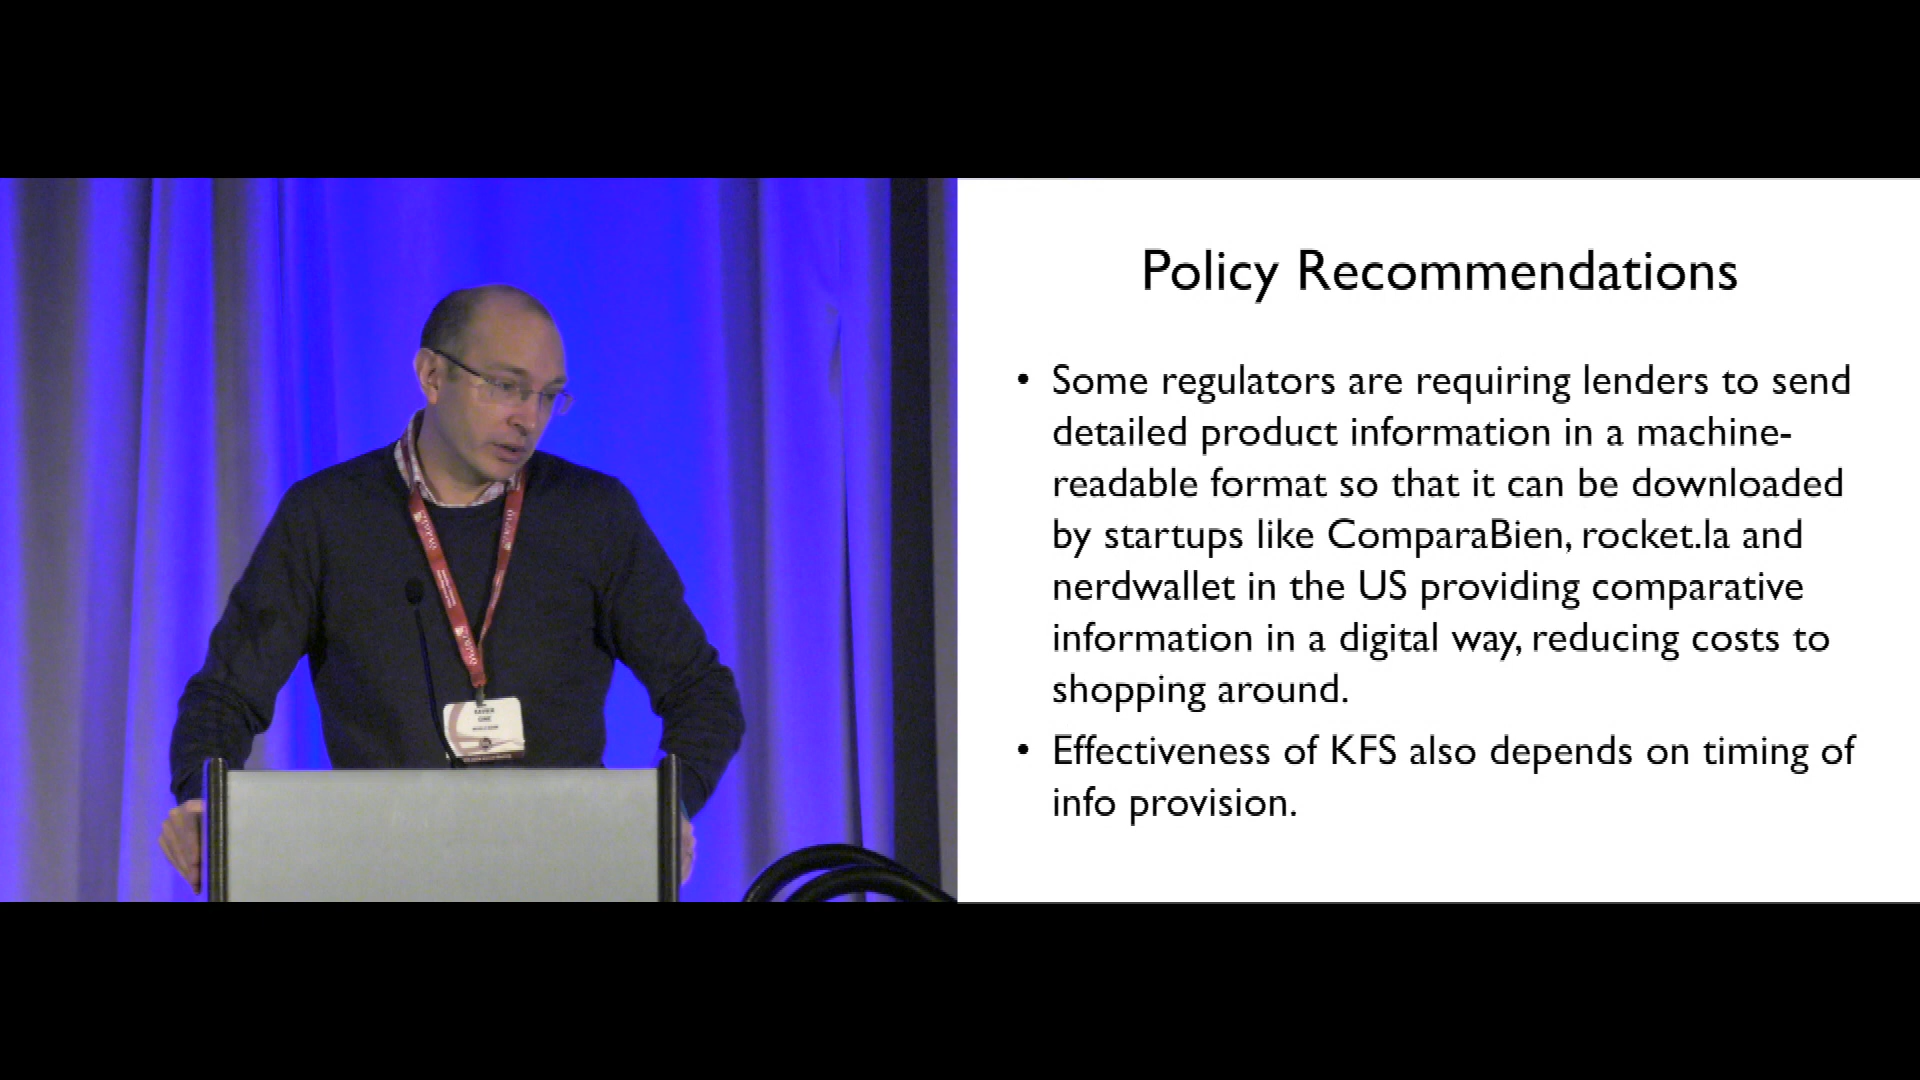 Policy Recommendations
• Some regulators are requiring lenders to send
detailed product information in a machine-
readable format so that it can be downloaded
by startups like ComparaBien, rocket.la and
nerdwallet in the US providing comparative
information in a digital way, reducing costs to
shopping around.
• Effectiveness of KFS also depends on timing of
info provision.
XAVIER
GINE